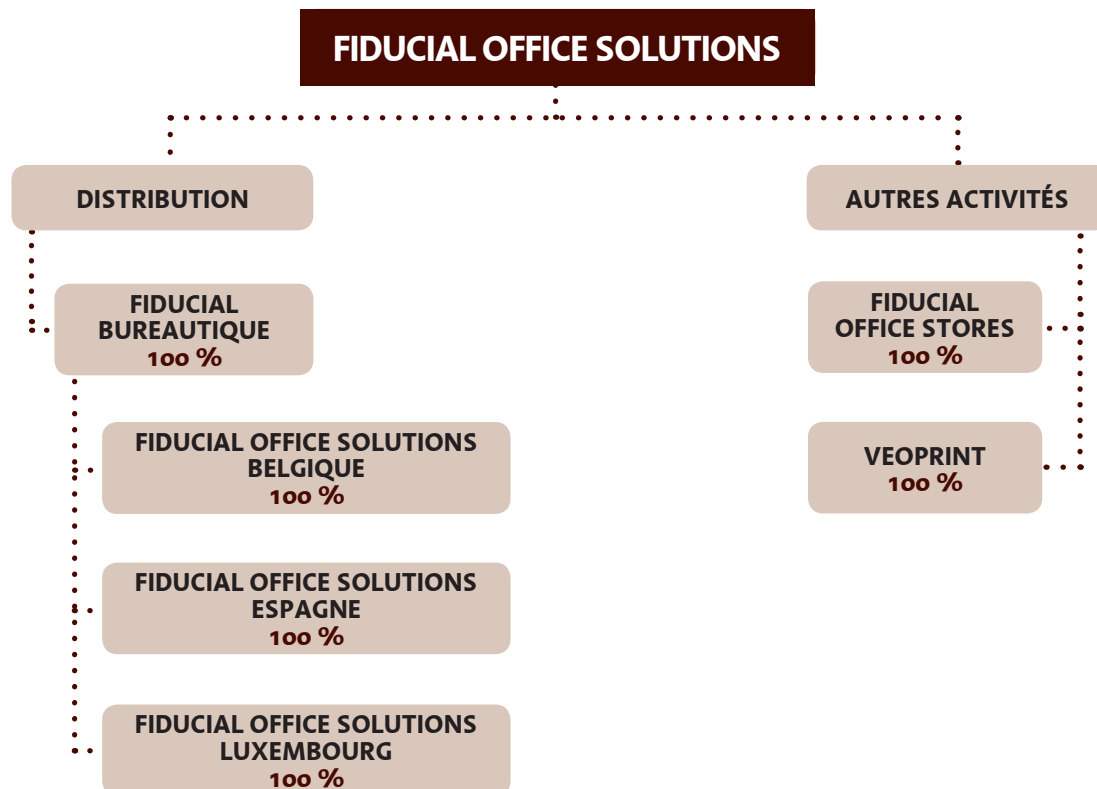 FIDUCIAL OFFICE SOLUTIONS
DISTRIBUTION
AUTRES ACTIVITÉS
FIDUCIAL
BUREAUTIQUE
100 %
FIDUCIAL
OFFICE STORES
100 %
FIDUCIAL OFFICE SOLUTIONS
BELGIQUE
100 %
VEOPRINT
100 %
FIDUCIAL OFFICE SOLUTIONS
ESPAGNE
100 %
FIDUCIAL OFFICE SOLUTIONS
LUXEMBOURG
100 %